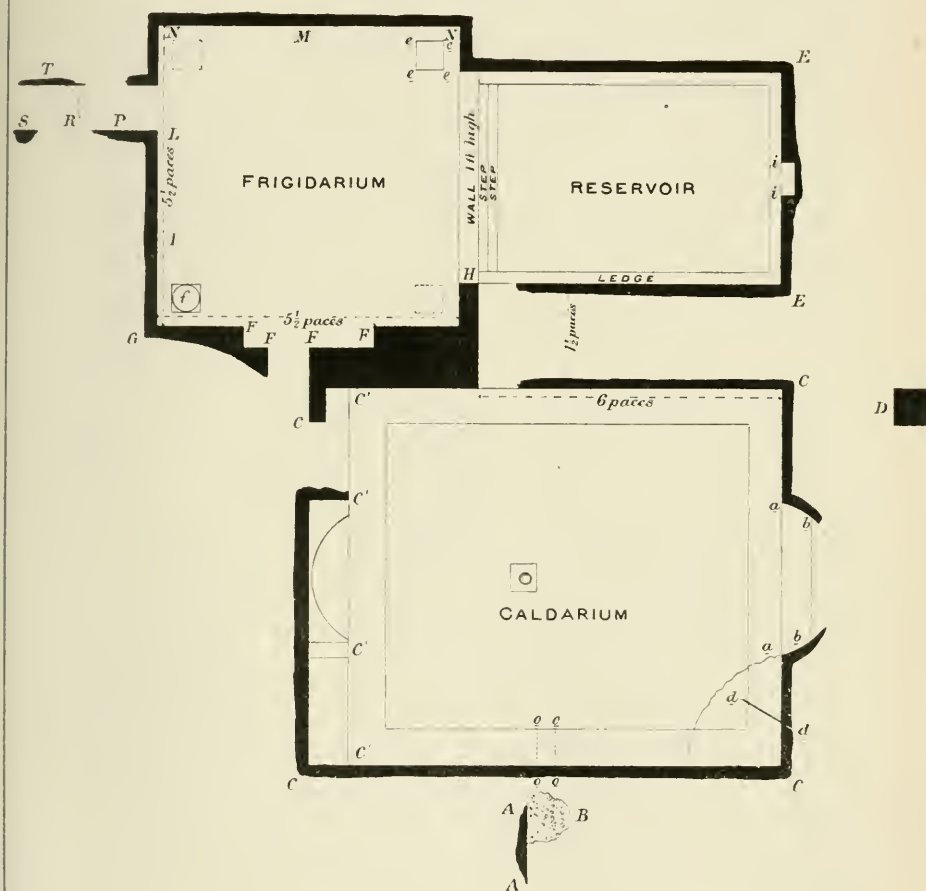 N M N
e e
e e
T
S R P L
5½ paces
FRIGIDARIUM
I
f
5½ paces
G F F F F
H
WALL 1 ft high
STEP
STEP
RESERVOIR
LEDGE
E
i
i
E
1½ paces
C
D
6 paces
C'
C
C'
a
b
CALDARIUM
C'
a b
d
d
C'
C
C
A B
A